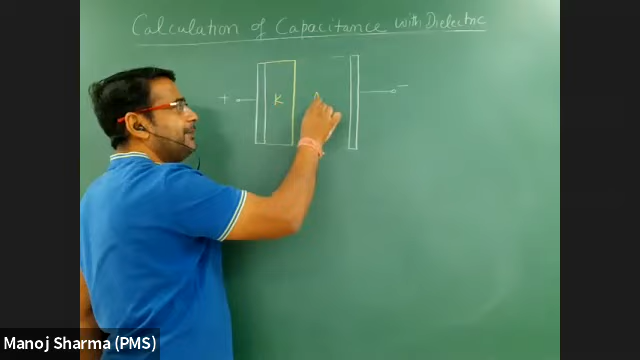 Calculation of Capacitance with Dielectric
+ K - -
Manoj Sharma (PMS)